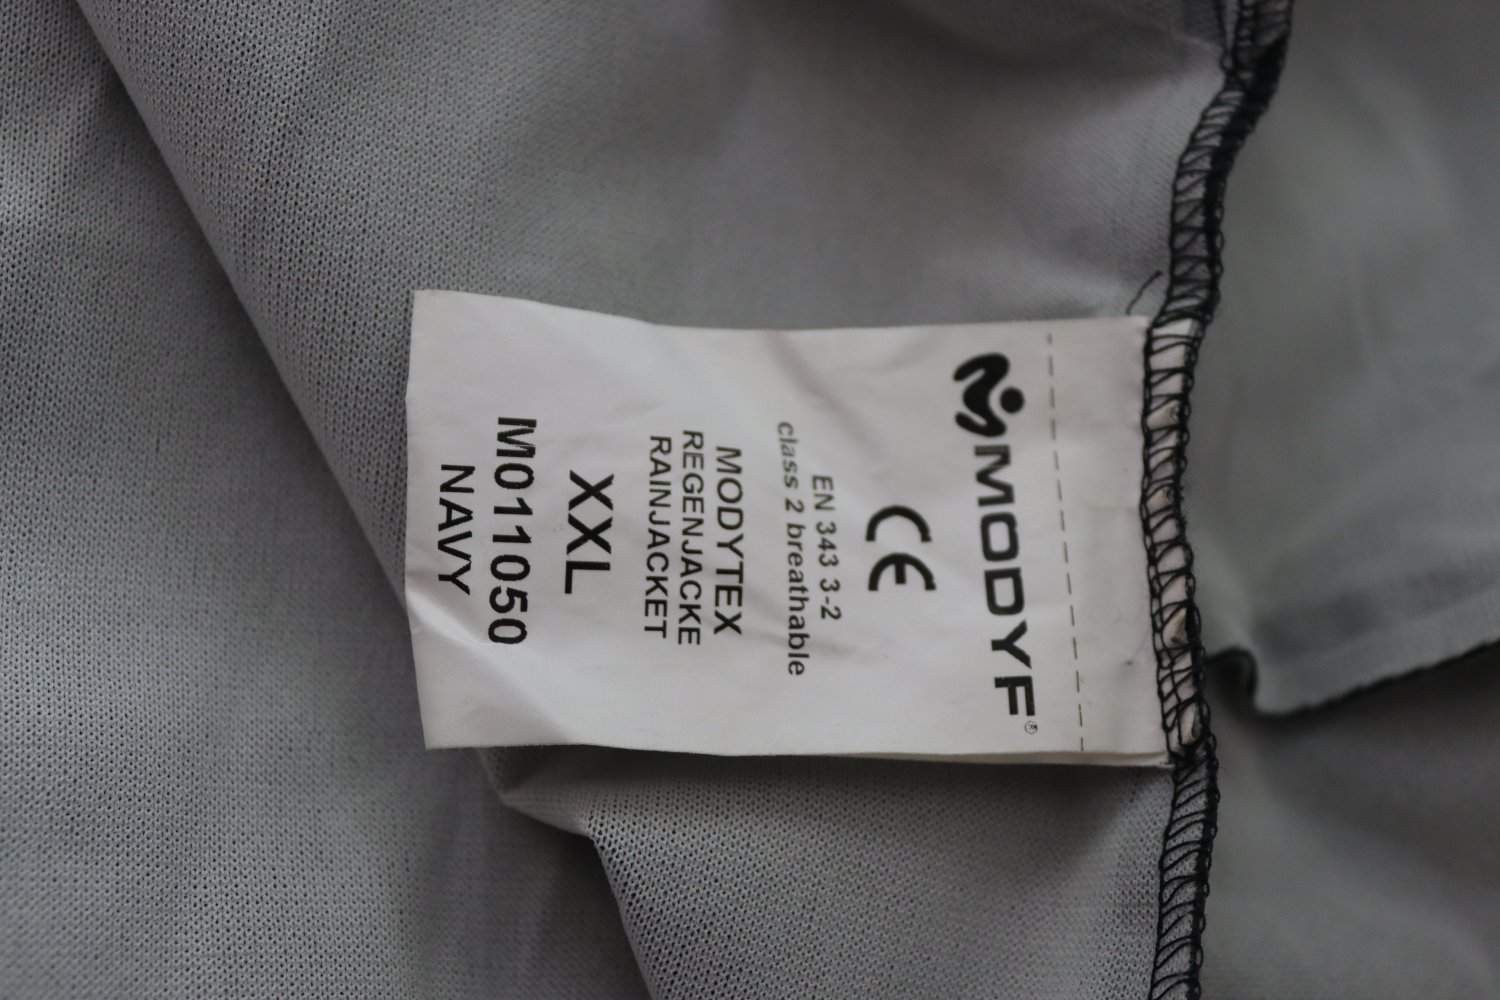 MODYF®
CE
EN 343 3-2
class 2 breathable
MODYTEX
REGENJACKE
RAINJACKET
XXL
M011050
NAVY